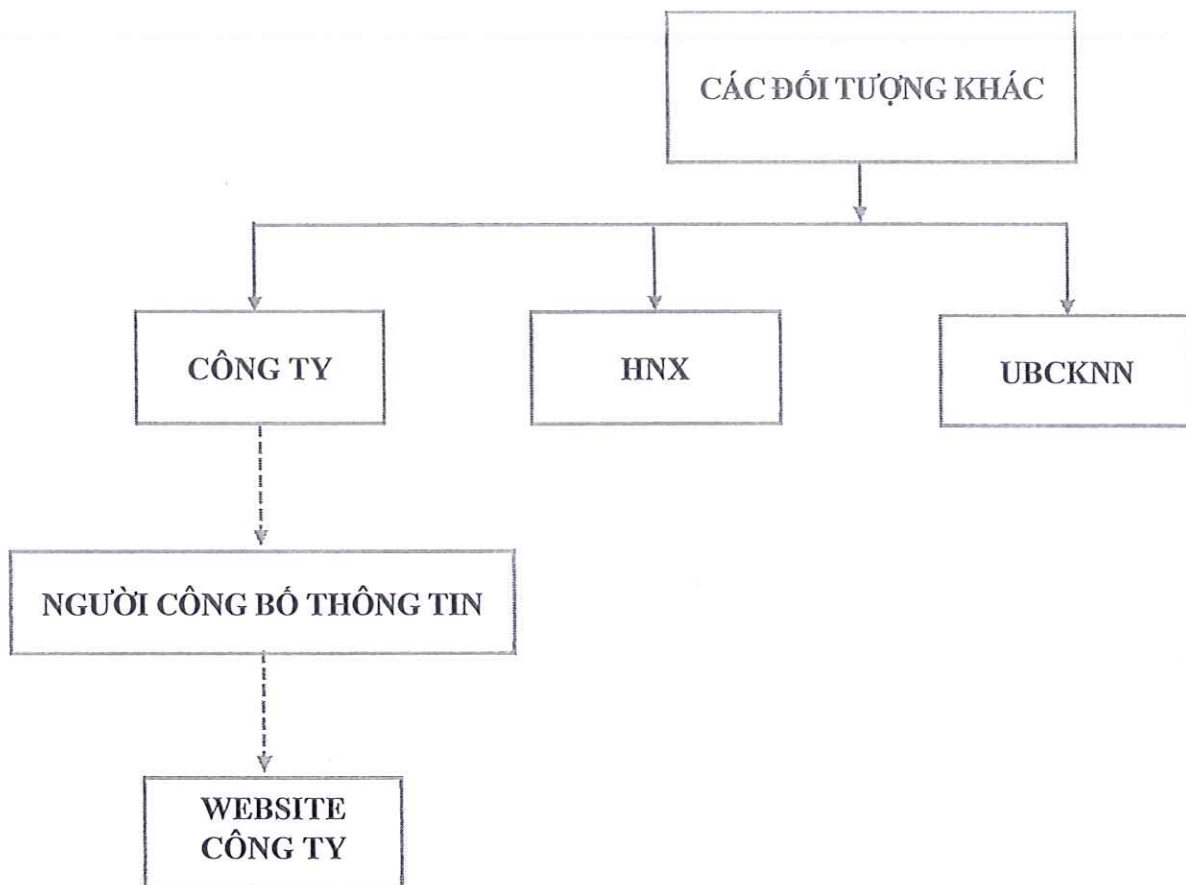 CÁC ĐỐI TƯỢNG KHÁC
CÔNG TY
HNX
UBCKNN
NGƯỜI CÔNG BỐ THÔNG TIN
WEBSITE
CÔNG TY